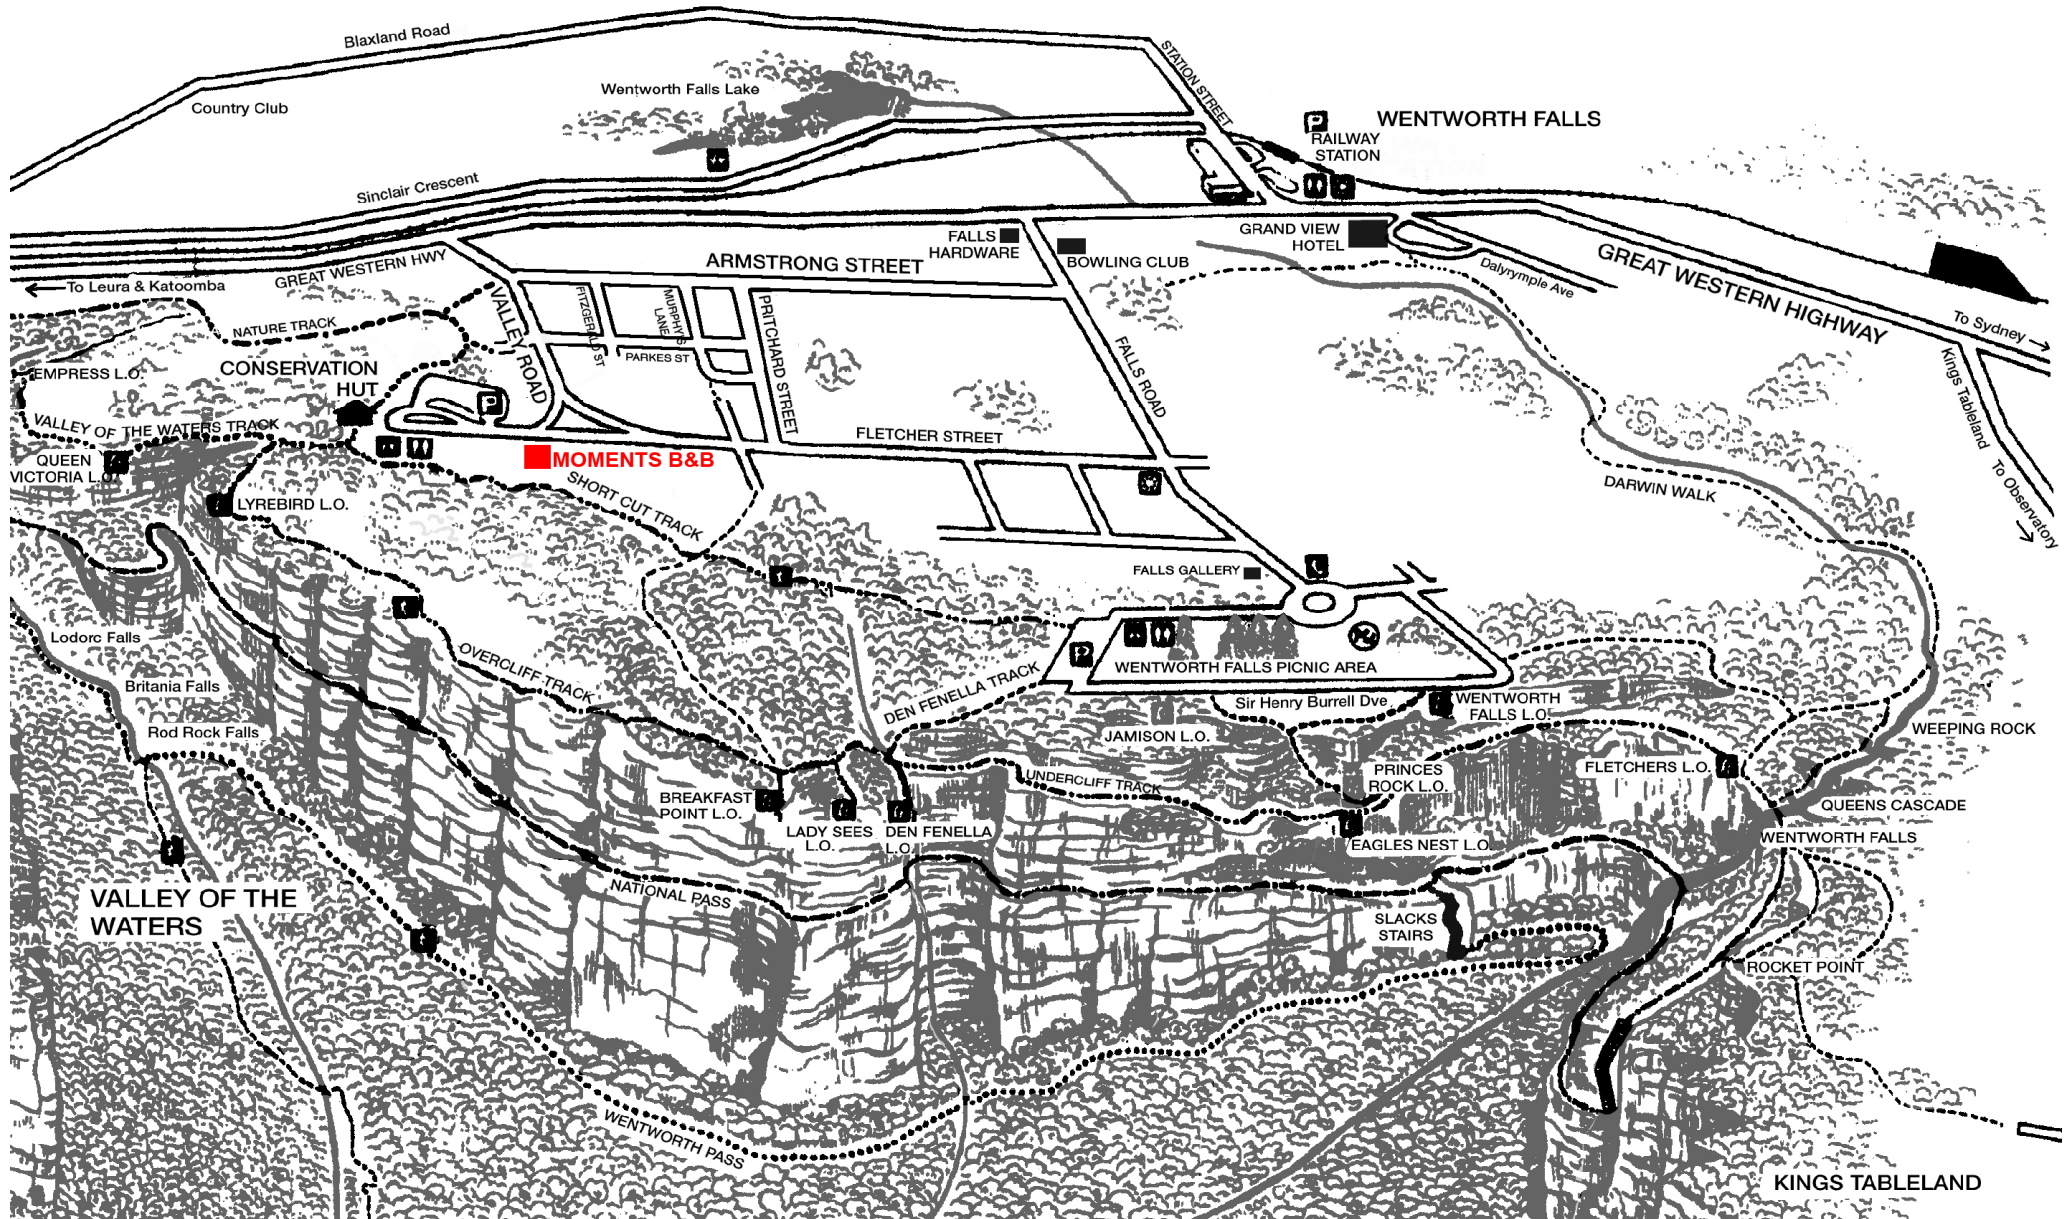 Blaxland Road
STATION STREET
Country Club
Wentworth Falls Lake
WENTWORTH FALLS
P
RAILWAY
STATION
Sinclair Crescent
GREAT WESTERN HWY
To Leura & Katoomba
ARMSTRONG STREET
FALLS
HARDWARE
BOWLING CLUB
GRAND VIEW
HOTEL
Dalyrymple Ave
GREAT WESTERN HIGHWAY
To Sydney
Kings Tableland
To Observatory
NATURE TRACK
VALLEY ROAD
FITZGERALD ST
MURPHYS
LANE
PARKES ST
PRITCHARD STREET
FALLS ROAD
EMPRESS L.O.
CONSERVATION
HUT
P
VALLEY OF THE WATERS TRACK
QUEEN
VICTORIA L.O.
LYREBIRD L.O.
MOMENTS B&B
FLETCHER STREET
SHORT CUT TRACK
DARWIN WALK
FALLS GALLERY
P
WENTWORTH FALLS PICNIC AREA
Sir Henry Burrell Dve
Lodorc Falls
Britania Falls
Rod Rock Falls
OVERCLIFF TRACK
DEN FENELLA TRACK
JAMISON L.O.
WENTWORTH
FALLS L.O.
WEEPING ROCK
UNDERCLIFF TRACK
PRINCES
ROCK L.O.
FLETCHERS L.O.
BREAKFAST
POINT L.O.
LADY SEES
L.O.
DEN FENELLA
L.O.
EAGLES NEST L.O.
QUEENS CASCADE
WENTWORTH FALLS
VALLEY OF THE
WATERS
NATIONAL PASS
SLACKS
STAIRS
ROCKET POINT
WENTWORTH PASS
KINGS TABLELAND